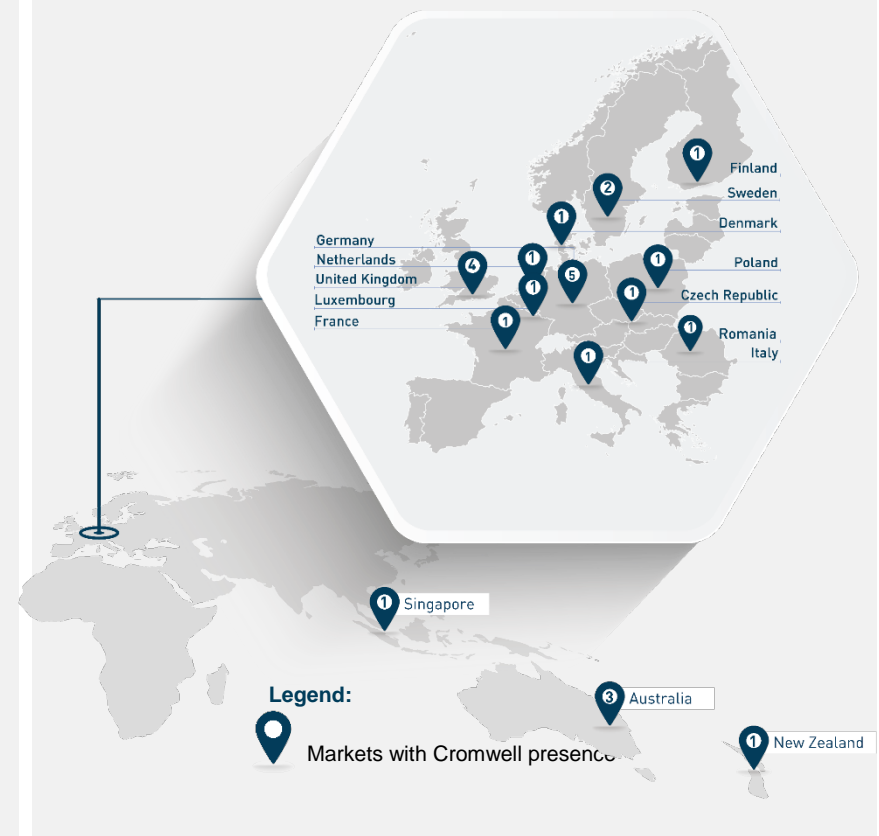 1
Finland
2
Sweden
1
Denmark
Germany
Netherlands
1
1
Poland
4
United Kingdom
5
1
1
Czech Republic
Luxembourg
France
1
1
Romania
1
Italy
1
Singapore
Legend:
3
Australia
Markets with Cromwell presence
1
New Zealand